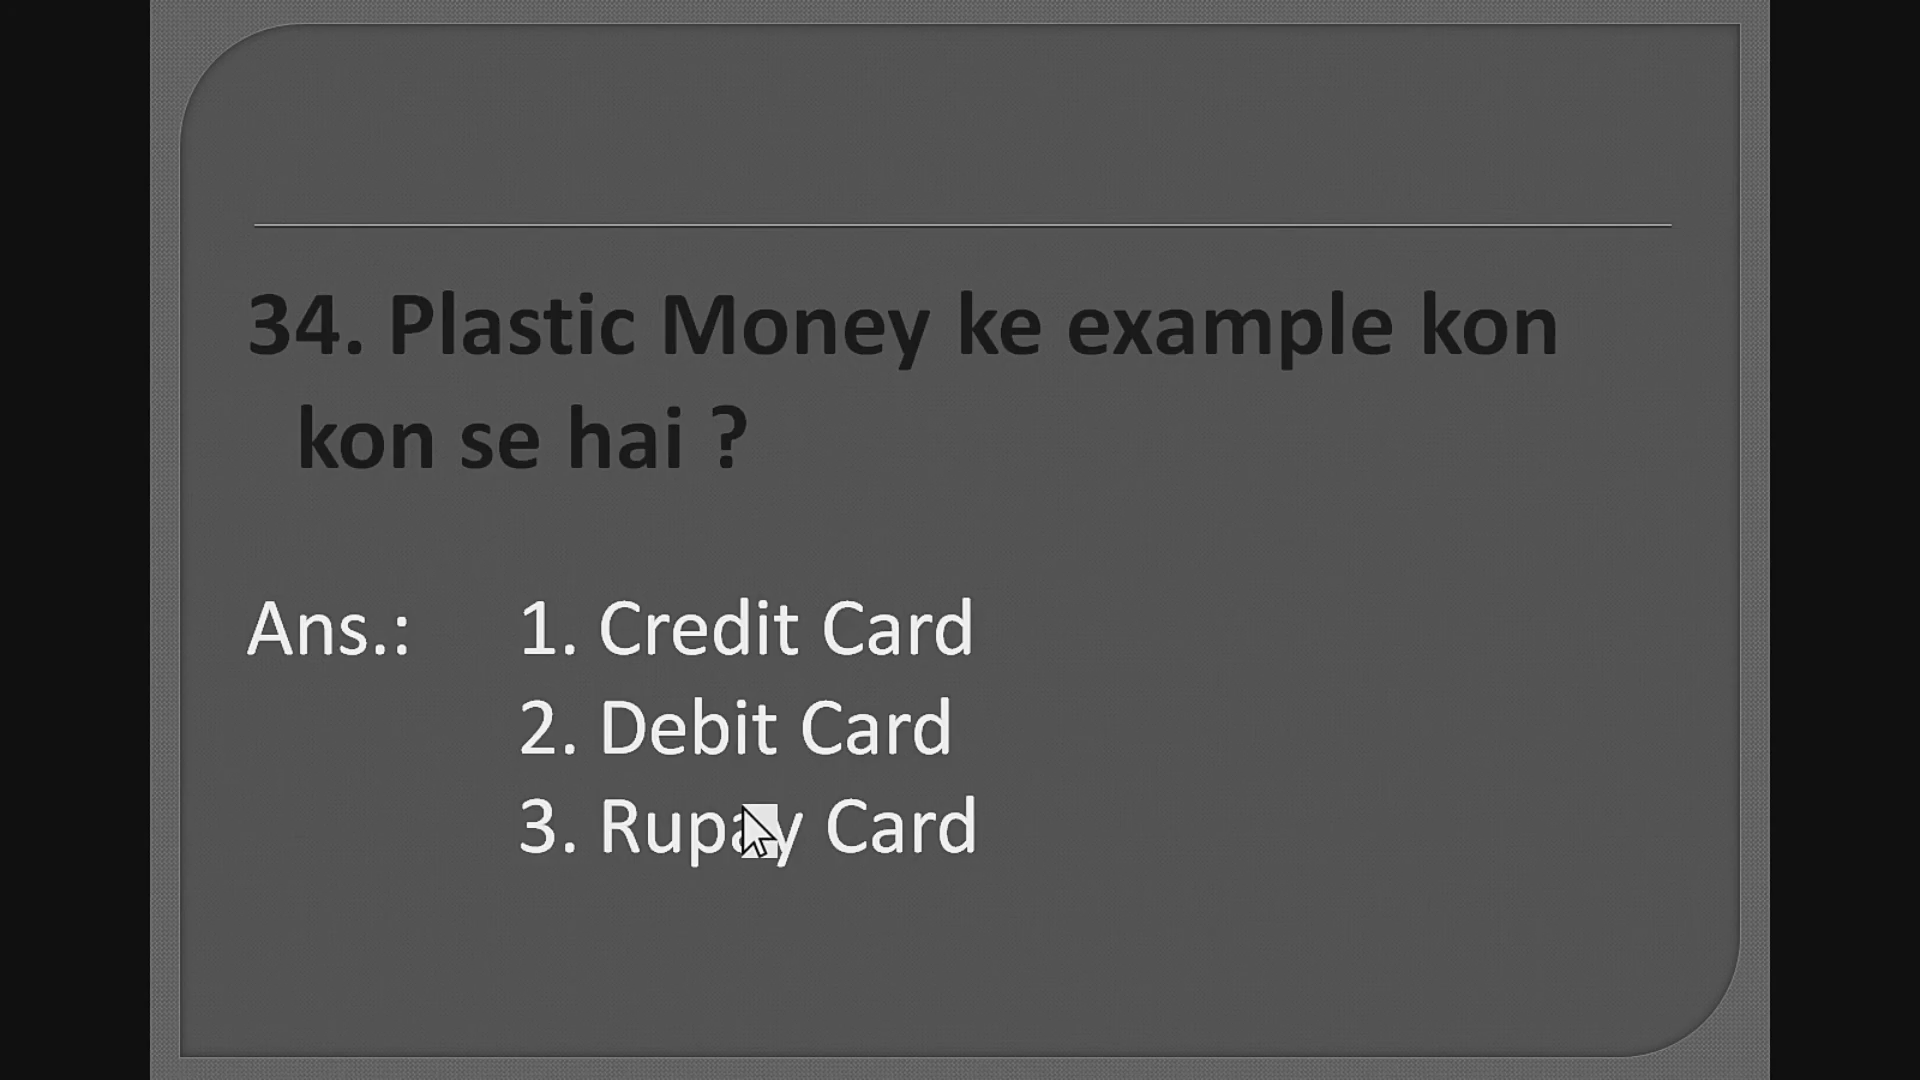 34. Plastic Money ke example kon
kon se hai ?
Ans.: 1. Credit Card
2. Debit Card
3. Rupay Card